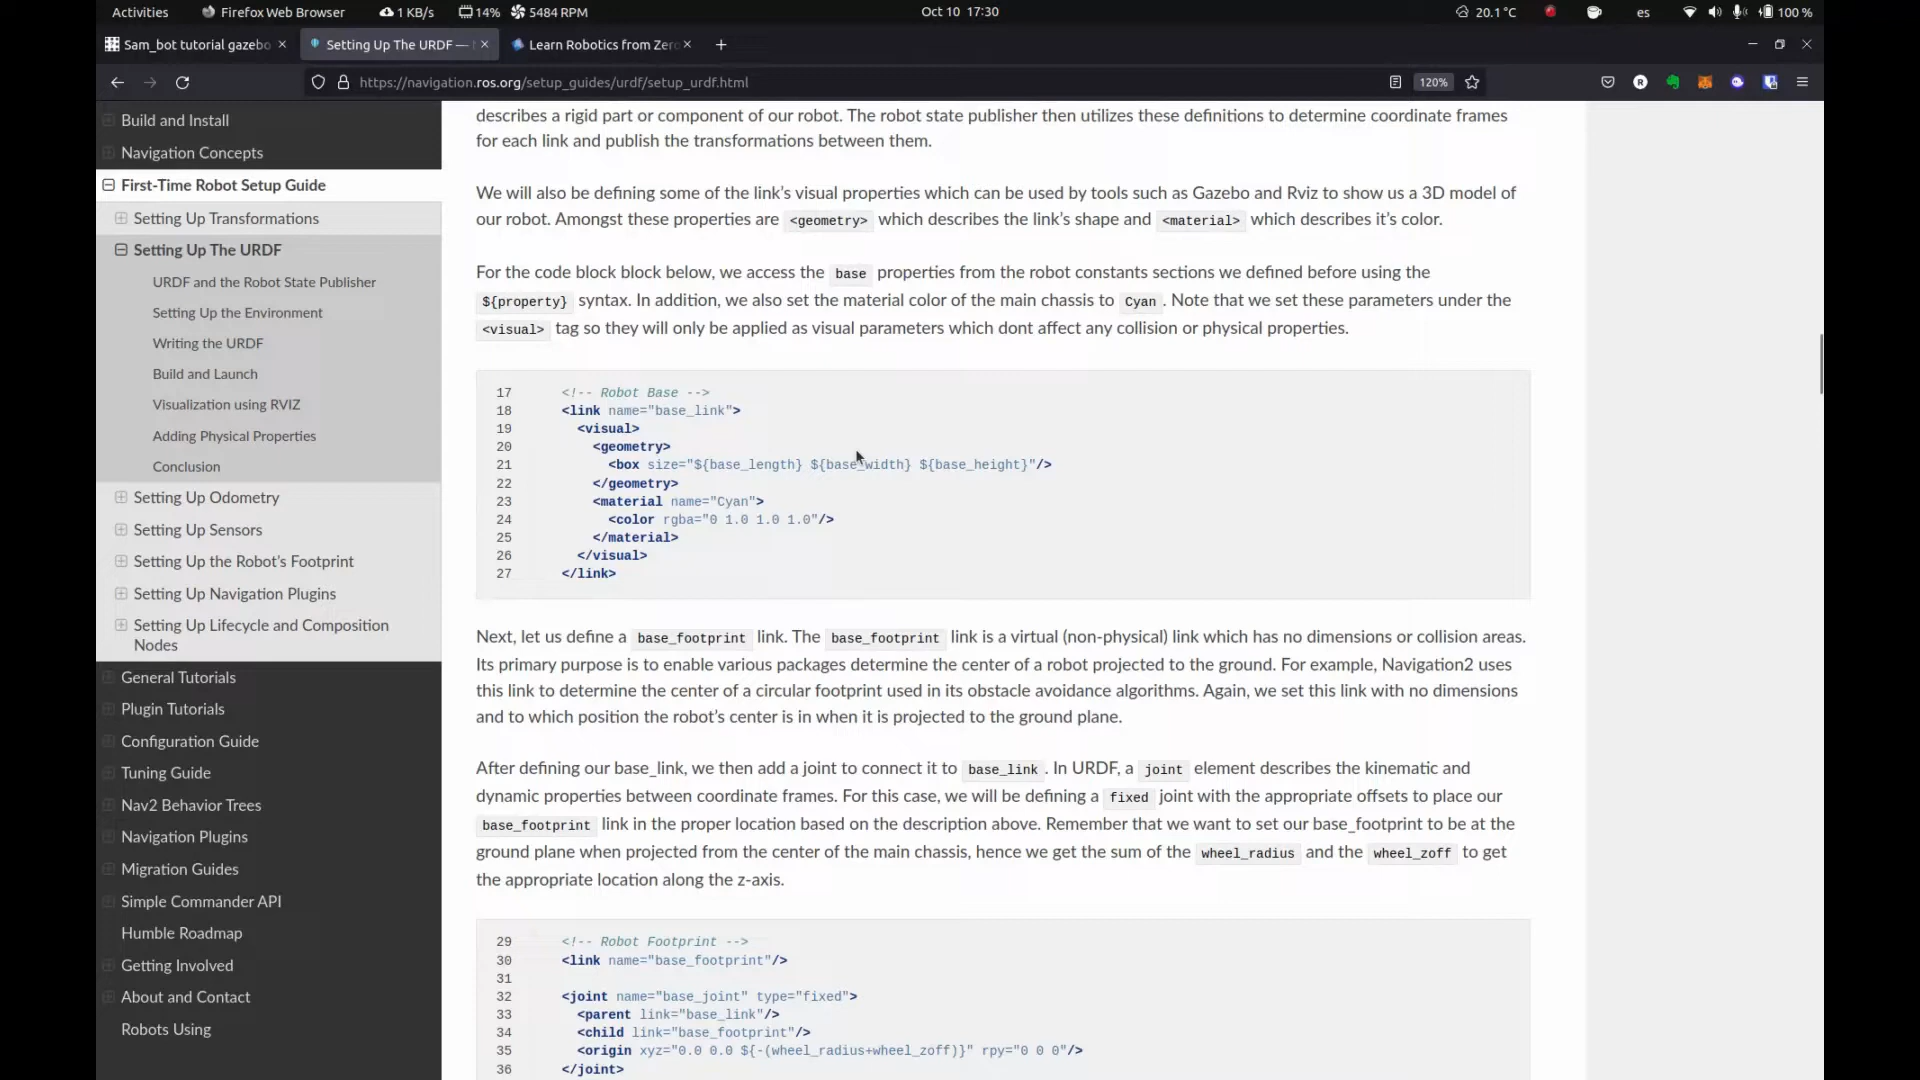 Activities Firefox Web Browser 1 KB/s 14% 5484 RPM Oct 10 17:30 20.1 °C es 100 %
Sam_bot tutorial gazebo Setting Up The URDF — Learn Robotics from Zero
https://navigation.ros.org/setup_guides/urdf/setup_urdf.html 120%
Build and Install
Navigation Concepts
First-Time Robot Setup Guide
Setting Up Transformations
Setting Up The URDF
URDF and the Robot State Publisher
Setting Up the Environment
Writing the URDF
Build and Launch
Visualization using RVIZ
Adding Physical Properties
Conclusion
Setting Up Odometry
Setting Up Sensors
Setting Up the Robot's Footprint
Setting Up Navigation Plugins
Setting Up Lifecycle and Composition
Nodes
General Tutorials
Plugin Tutorials
Configuration Guide
Tuning Guide
Nav2 Behavior Trees
Navigation Plugins
Migration Guides
Simple Commander API
Humble Roadmap
Getting Involved
About and Contact
Robots Using
describes a rigid part or component of our robot. The robot state publisher then utilizes these definitions to determine coordinate frames
for each link and publish the transformations between them.
We will also be defining some of the link's visual properties which can be used by tools such as Gazebo and Rviz to show us a 3D model of
our robot. Amongst these properties are <geometry> which describes the link's shape and <material> which describes it's color.
For the code block block below, we access the base properties from the robot constants sections we defined before using the
${property} syntax. In addition, we also set the material color of the main chassis to Cyan . Note that we set these parameters under the
<visual> tag so they will only be applied as visual parameters which dont affect any collision or physical properties.
17 <!-- Robot Base -->
18 <link name="base_link">
19 <visual>
20 <geometry>
21 <box size="${base_length} ${base_width} ${base_height}"/>
22 </geometry>
23 <material name="Cyan">
24 <color rgba="0 1.0 1.0 1.0"/>
25 </material>
26 </visual>
27 </link>
Next, let us define a base_footprint link. The base_footprint link is a virtual (non-physical) link which has no dimensions or collision areas.
Its primary purpose is to enable various packages determine the center of a robot projected to the ground. For example, Navigation2 uses
this link to determine the center of a circular footprint used in its obstacle avoidance algorithms. Again, we set this link with no dimensions
and to which position the robot's center is in when it is projected to the ground plane.
After defining our base_link, we then add a joint to connect it to base_link . In URDF, a joint element describes the kinematic and
dynamic properties between coordinate frames. For this case, we will be defining a fixed joint with the appropriate offsets to place our
base_footprint link in the proper location based on the description above. Remember that we want to set our base_footprint to be at the
ground plane when projected from the center of the main chassis, hence we get the sum of the wheel_radius and the wheel_zoff to get
the appropriate location along the z-axis.
29 <!-- Robot Footprint -->
30 <link name="base_footprint"/>
31
32 <joint name="base_joint" type="fixed">
33 <parent link="base_link"/>
34 <child link="base_footprint"/>
35 <origin xyz="0.0 0.0 ${-(wheel_radius+wheel_zoff)}" rpy="0 0 0"/>
36 </joint>